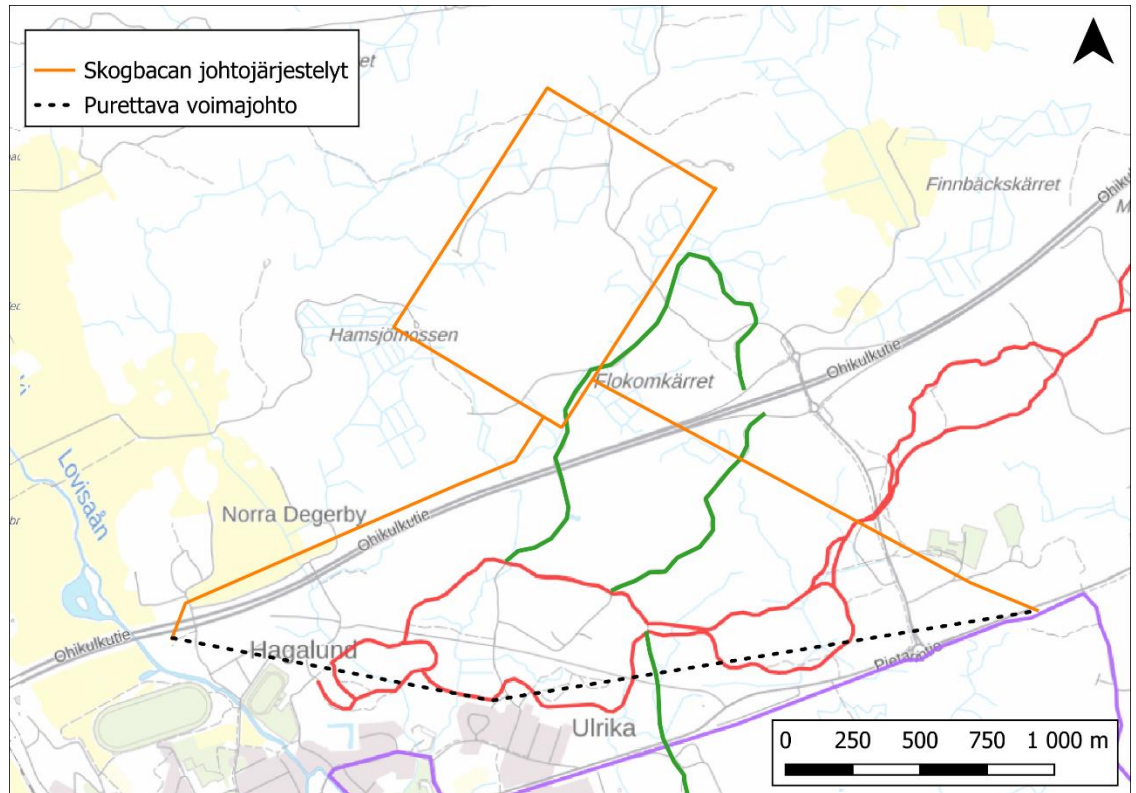 Skogbacan johtojärjestelyt
Purettava voimajohto
Finnbäckskärret
Ohikulkutie
Hamsjömossen
Ohikulkutie
Flokomkärret
Lovisaån
Norra Degerby
Ohikulkutie
Ohikulkutie
Hagalund
Pietarintie
Ulrika
0 250 500 750 1 000 m